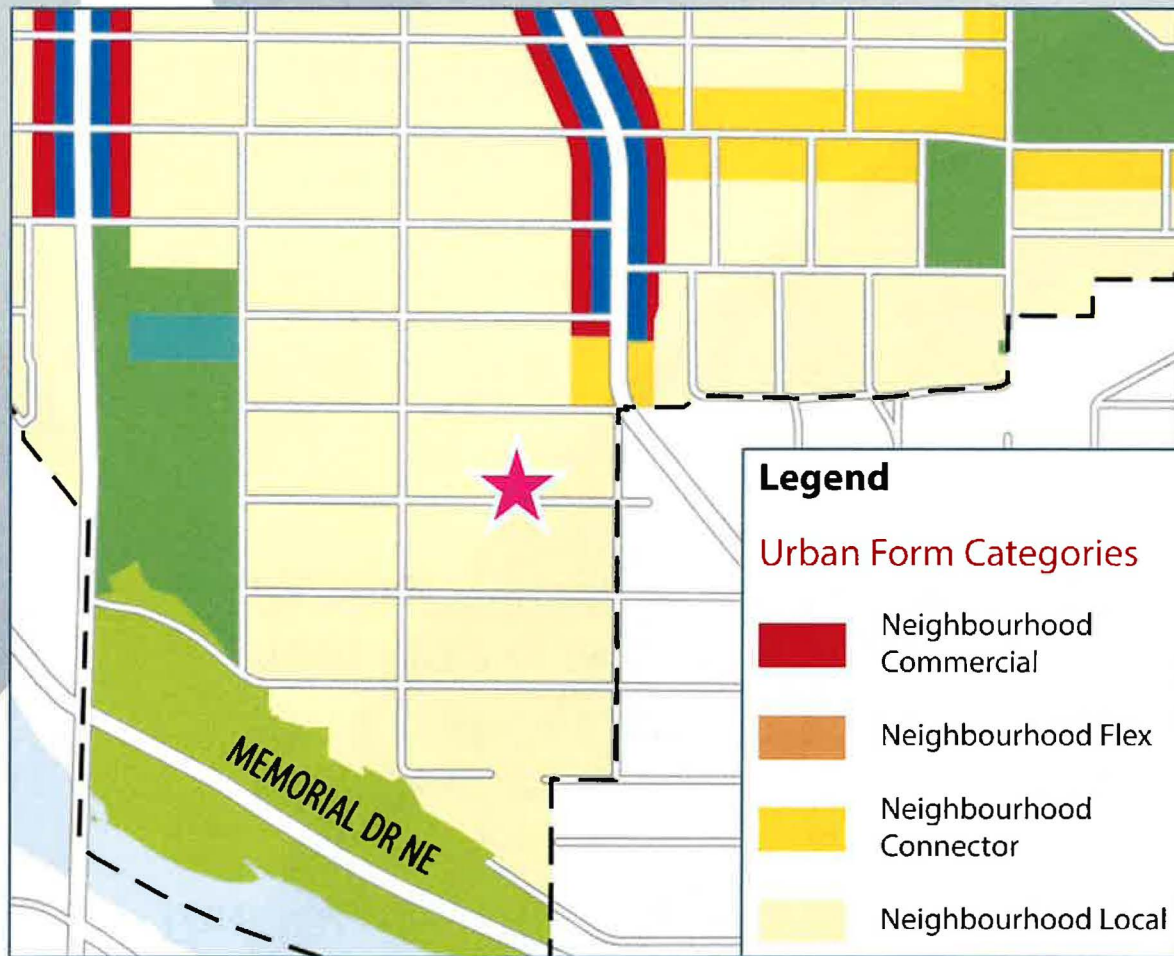 MEMORIAL DR NE
Legend
Urban Form Categories
Neighbourhood
Commercial
Neighbourhood Flex
Neighbourhood
Connector
Neighbourhood Local